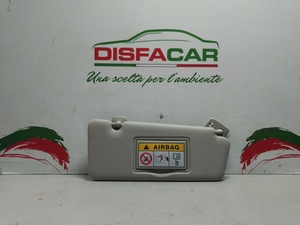 DISFACAR
Una scelta per l'ambiente
AIRBAG